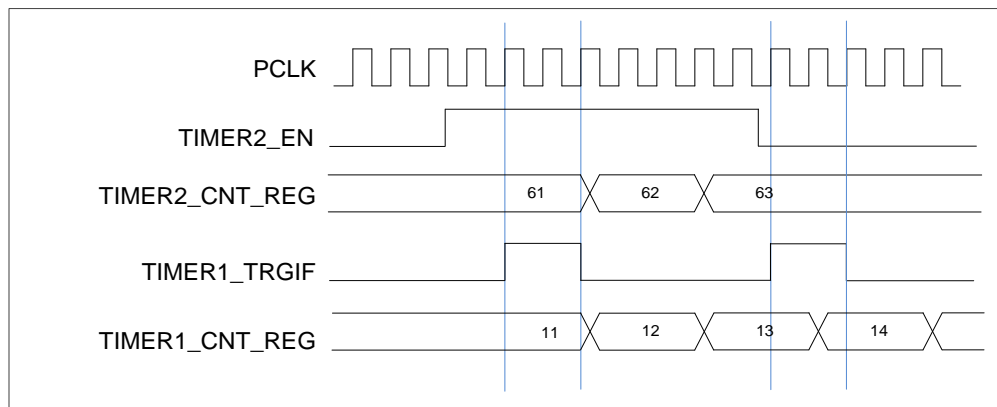 PCLK
TIMER2_EN
TIMER2_CNT_REG 61 62 63
TIMER1_TRGIF
TIMER1_CNT_REG 11 12 13 14